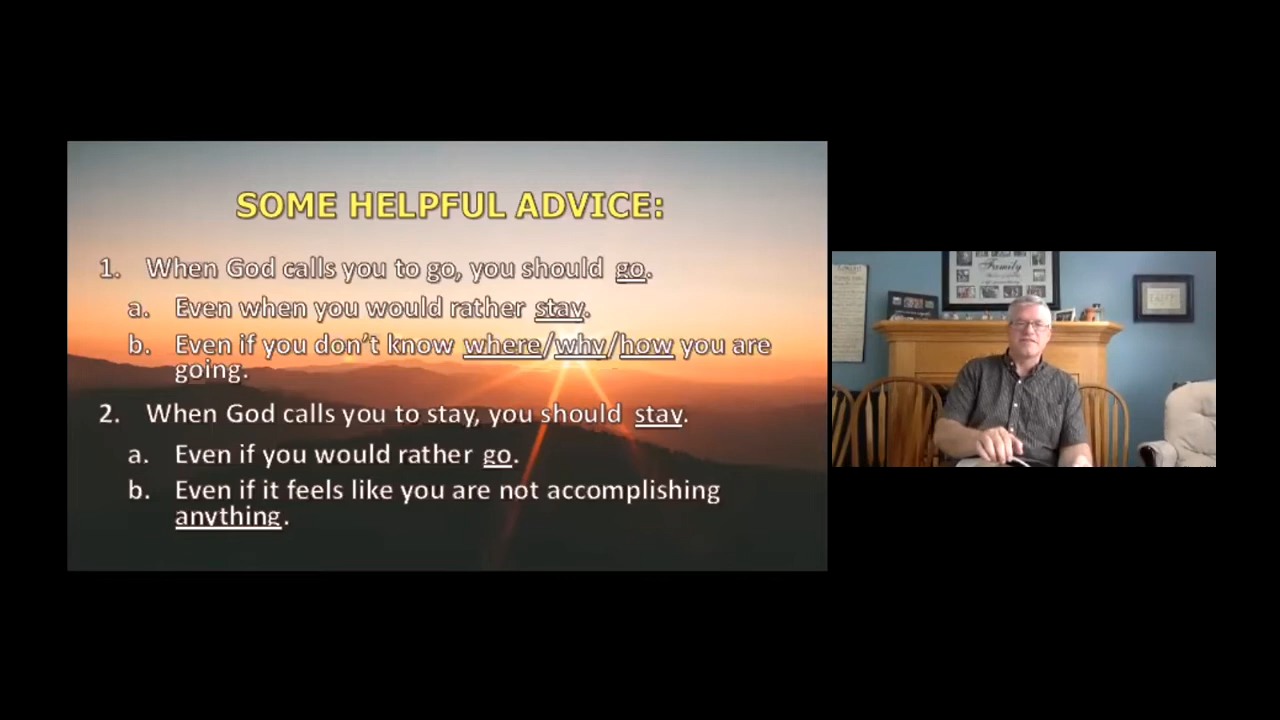 SOME HELPFUL ADVICE:
1. When God calls you to go, you should go.
a. Even when you would rather stay.
b. Even if you don't know where/why/how you are
going.
2. When God calls you to stay, you should stay.
a. Even if you would rather go.
b. Even if it feels like you are not accomplishing
anything.
Family